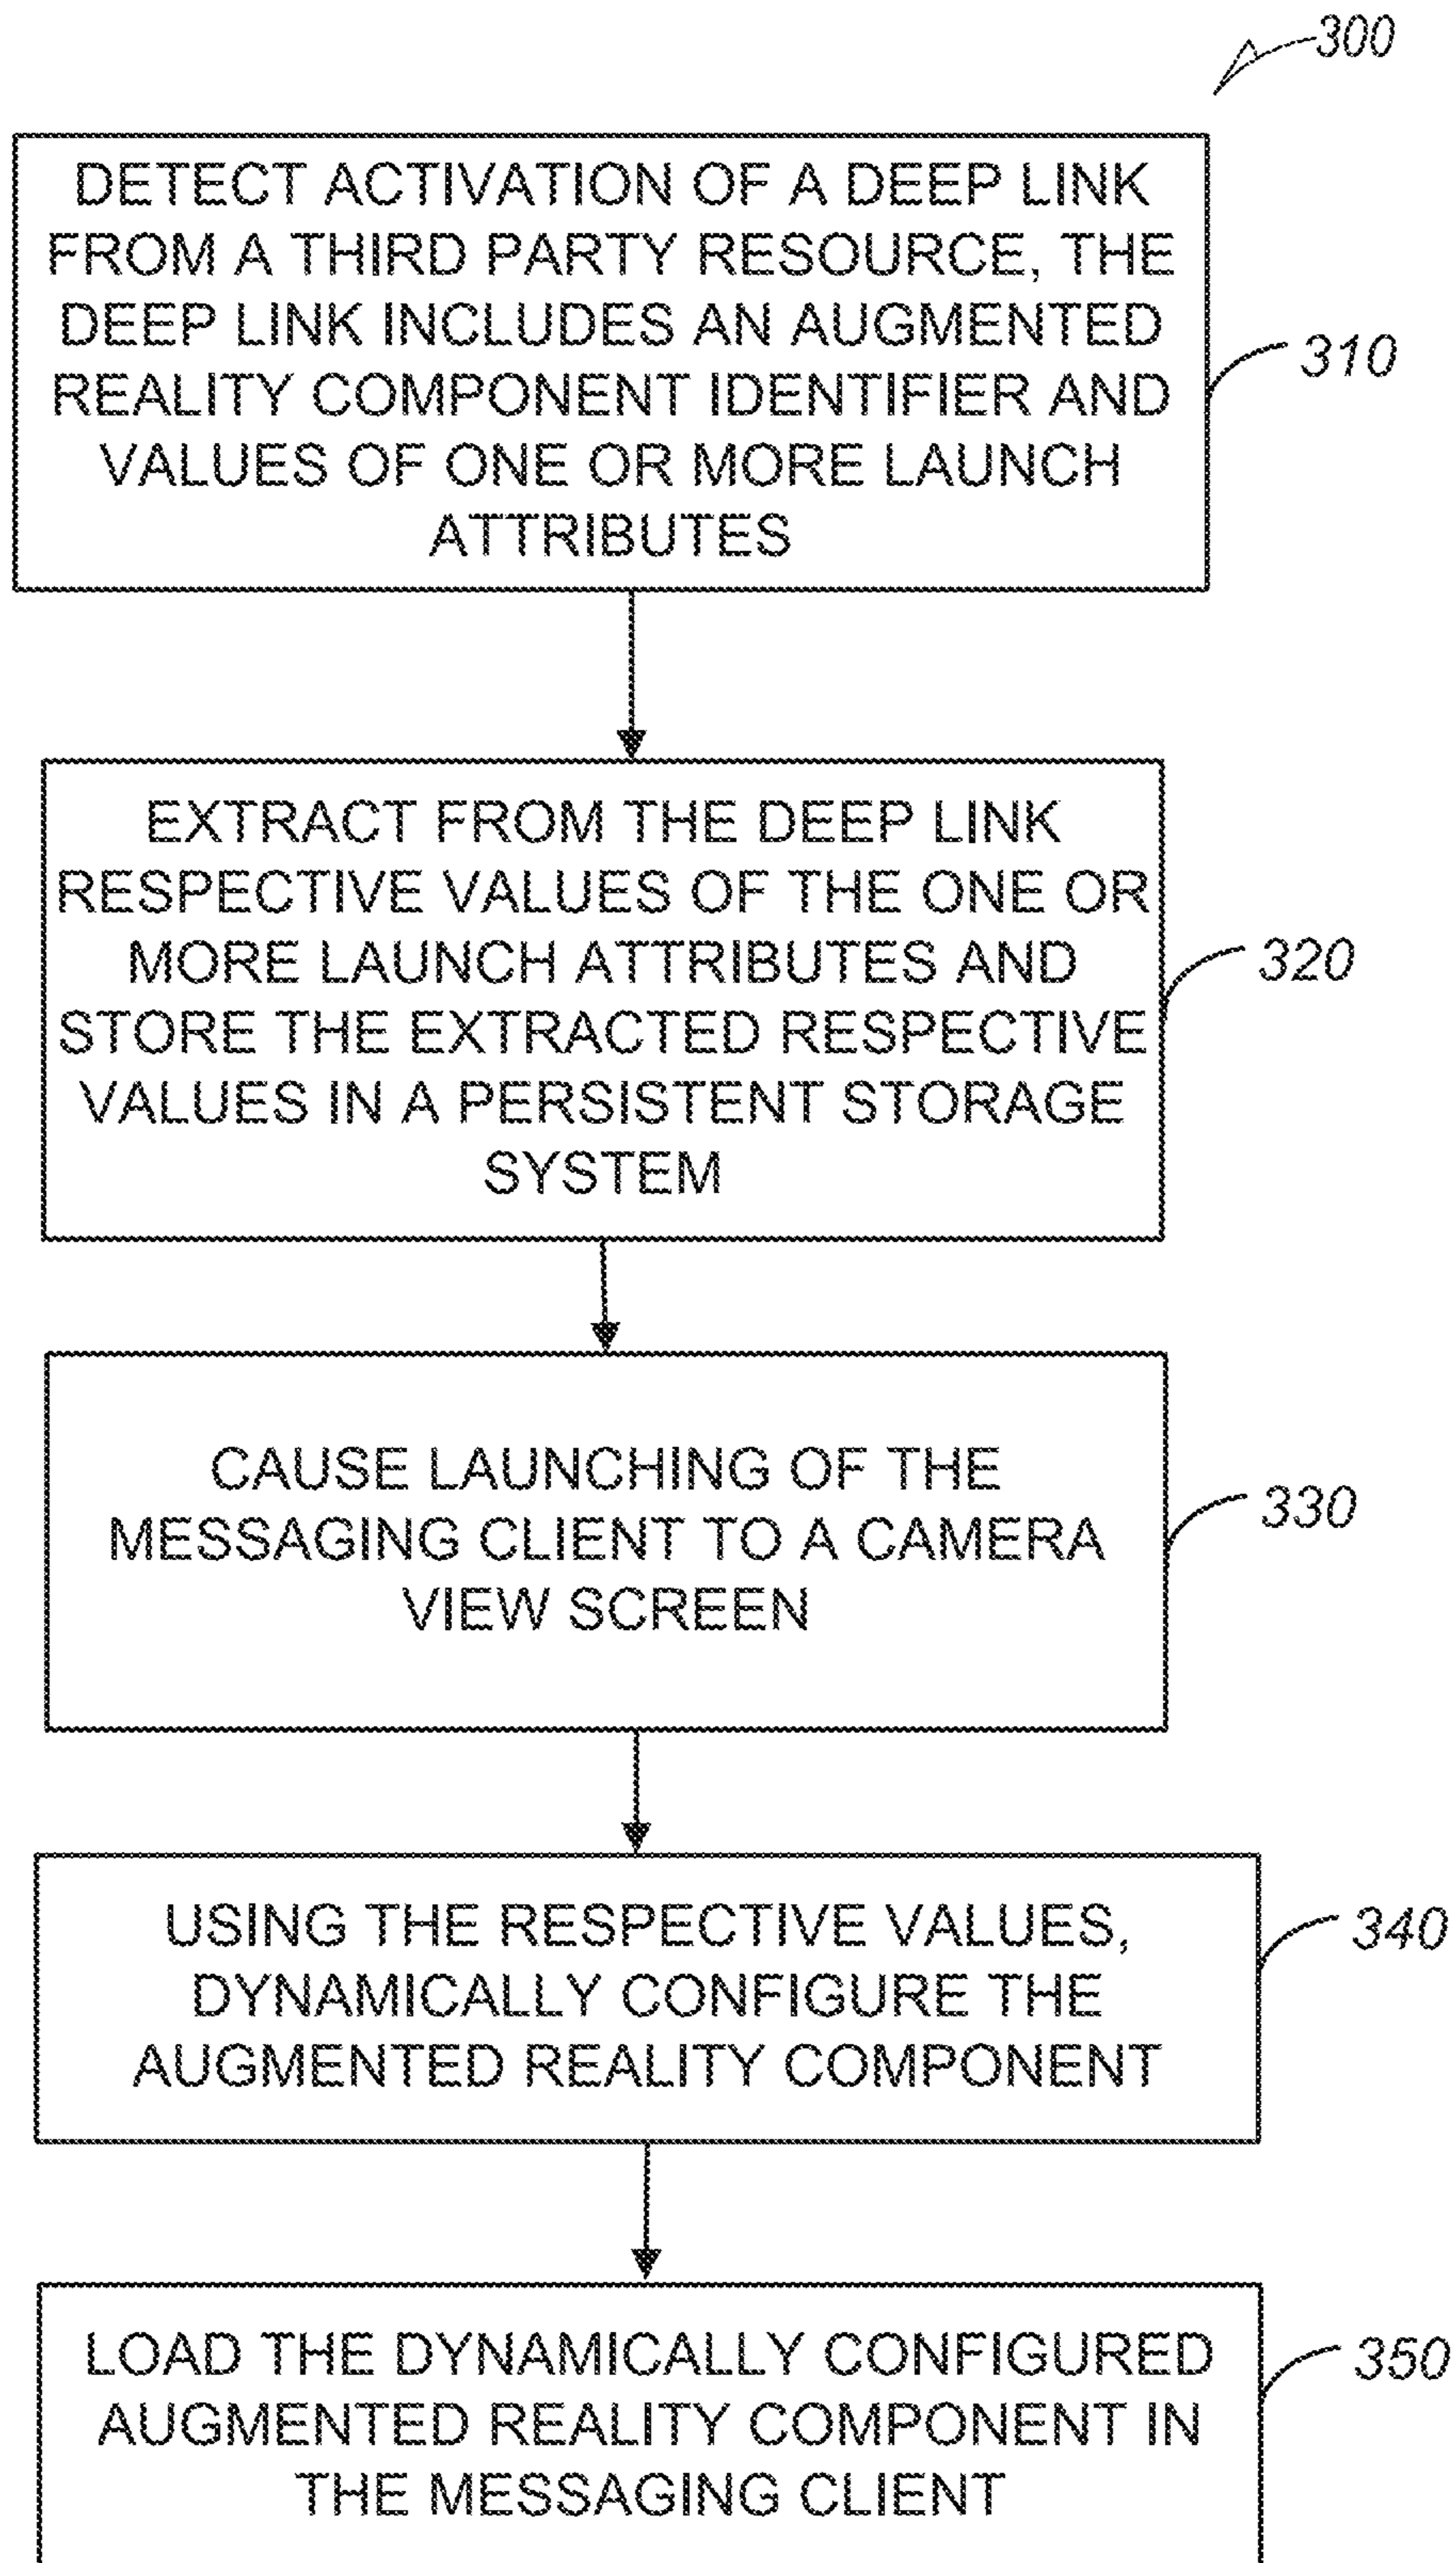 300
DETECT ACTIVATION OF A DEEP LINK
FROM A THIRD PARTY RESOURCE, THE
DEEP LINK INCLUDES AN AUGMENTED
REALITY COMPONENT IDENTIFIER AND
VALUES OF ONE OR MORE LAUNCH
ATTRIBUTES
310
EXTRACT FROM THE DEEP LINK
RESPECTIVE VALUES OF THE ONE OR
MORE LAUNCH ATTRIBUTES AND
STORE THE EXTRACTED RESPECTIVE
VALUES IN A PERSISTENT STORAGE
SYSTEM
320
CAUSE LAUNCHING OF THE
MESSAGING CLIENT TO A CAMERA
VIEW SCREEN
330
USING THE RESPECTIVE VALUES,
DYNAMICALLY CONFIGURE THE
AUGMENTED REALITY COMPONENT
340
LOAD THE DYNAMICALLY CONFIGURED
AUGMENTED REALITY COMPONENT IN
THE MESSAGING CLIENT
350